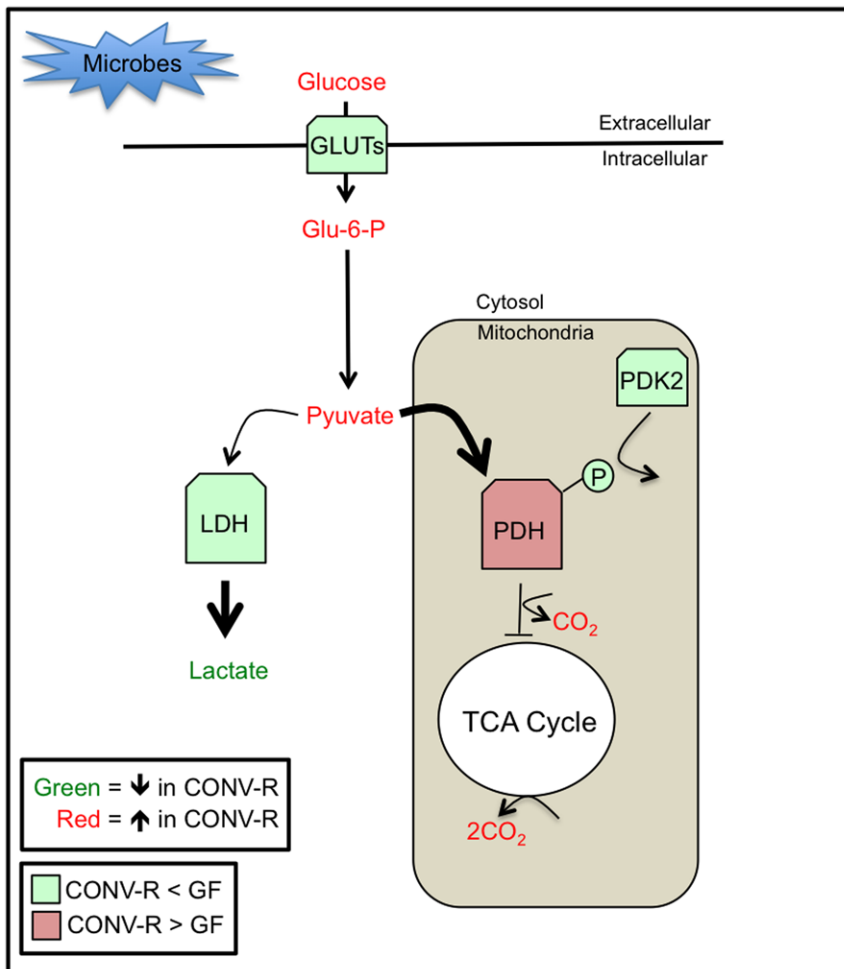 Microbes
Glucose
GLUTs
Extracellular
Intracellular
Glu-6-P
Cytosol
Mitochondria
PDK2
Pyuvate
P
LDH
PDH
CO₂
Lactate
TCA Cycle
2CO₂
Green = ↓ in CONV-R
Red = ↑ in CONV-R
CONV-R < GF
CONV-R > GF